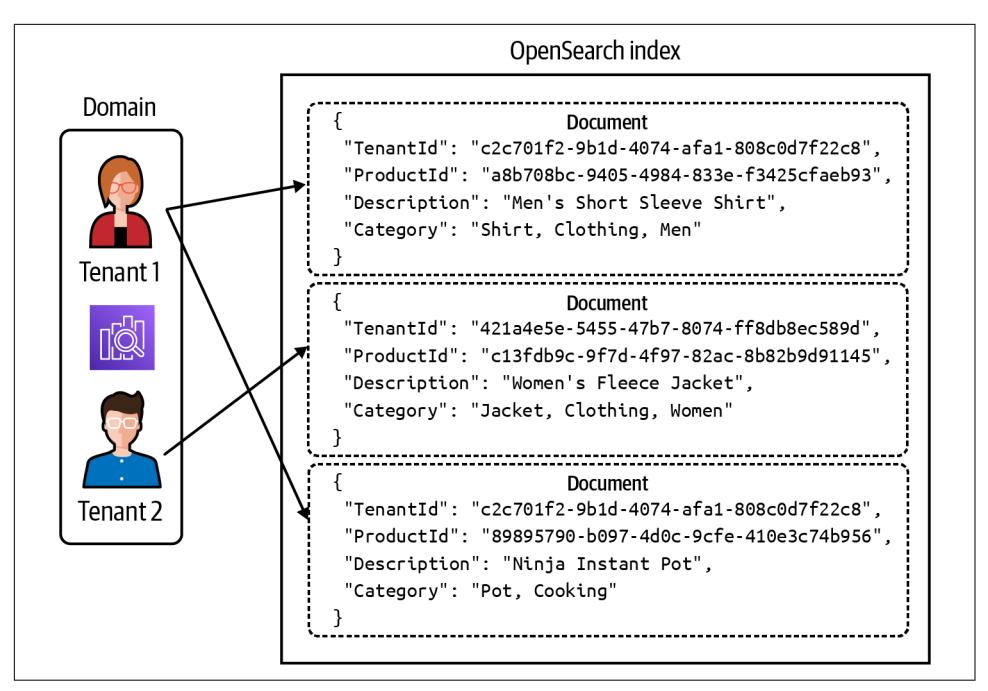 OpenSearch index
Domain
Tenant 1
Tenant 2
{
Document
"TenantId": "c2c701f2-9b1d-4074-afa1-808c0d7f22c8",
"ProductId": "a8b708bc-9405-4984-833e-f3425cfaeb93",
"Description": "Men's Short Sleeve Shirt",
"Category": "Shirt, Clothing, Men"
}
{
Document
"TenantId": "421a4e5e-5455-47b7-8074-ff8db8ec589d",
"ProductId": "c13fdb9c-9f7d-4f97-82ac-8b82b9d91145",
"Description": "Women's Fleece Jacket",
"Category": "Jacket, Clothing, Women"
}
{
Document
"TenantId": "c2c701f2-9b1d-4074-afa1-808c0d7f22c8",
"ProductId": "89895790-b097-4d0c-9cfe-410e3c74b956",
"Description": "Ninja Instant Pot",
"Category": "Pot, Cooking"
}